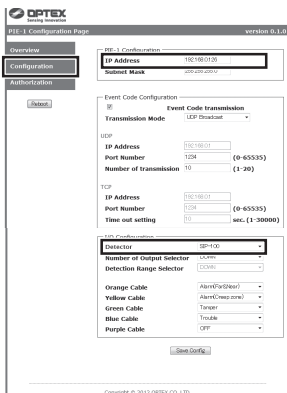 OPTEX
Sensing Innovation
PIE-1 Configuration Page version 0.1.0
Overview
Configuration
Authorization
Reboot
PIE-1 Configuration
IP Address 192.168.0.126
Subnet Mask 255.255.255.0
Event Code Configuration
Event Code transmission
Transmission Mode UDP Broadcast
UDP
IP Address 192.168.0.1
Port Number 1234 (0-65535)
Number of transmission 10 (1-20)
TCP
IP Address 192.168.0.1
Port Number 1234 (0-65535)
Time out setting 10 sec. (1-30000)
I/O Configuration
Detector SIP-100
Number of Output Selector DOWN
Detection Range Selector DOWN
Orange Cable Alarm(Far&Near)
Yellow Cable Alarm(Creep zone)
Green Cable Tamper
Blue Cable Trouble
Purple Cable OFF
Save Config
Copyright © 2012 OPTEX CO.,LTD.